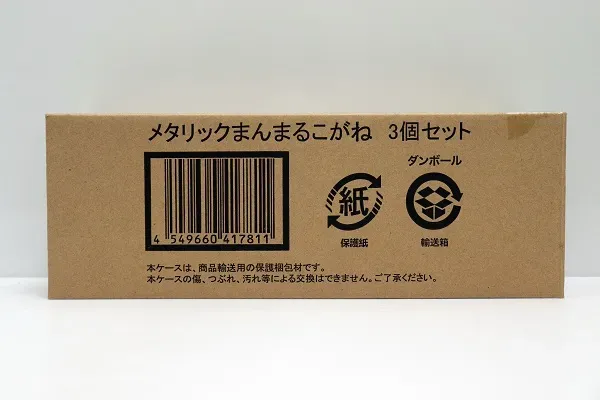 メタリックまんまるこがね 3個セット
ダンボール
紙
4 549660 417811
保護紙
輸送箱
本ケースは、商品輸送用の保護梱包材です。
本ケースの傷、つぶれ、汚れ等による交換はできません。ご了承ください。